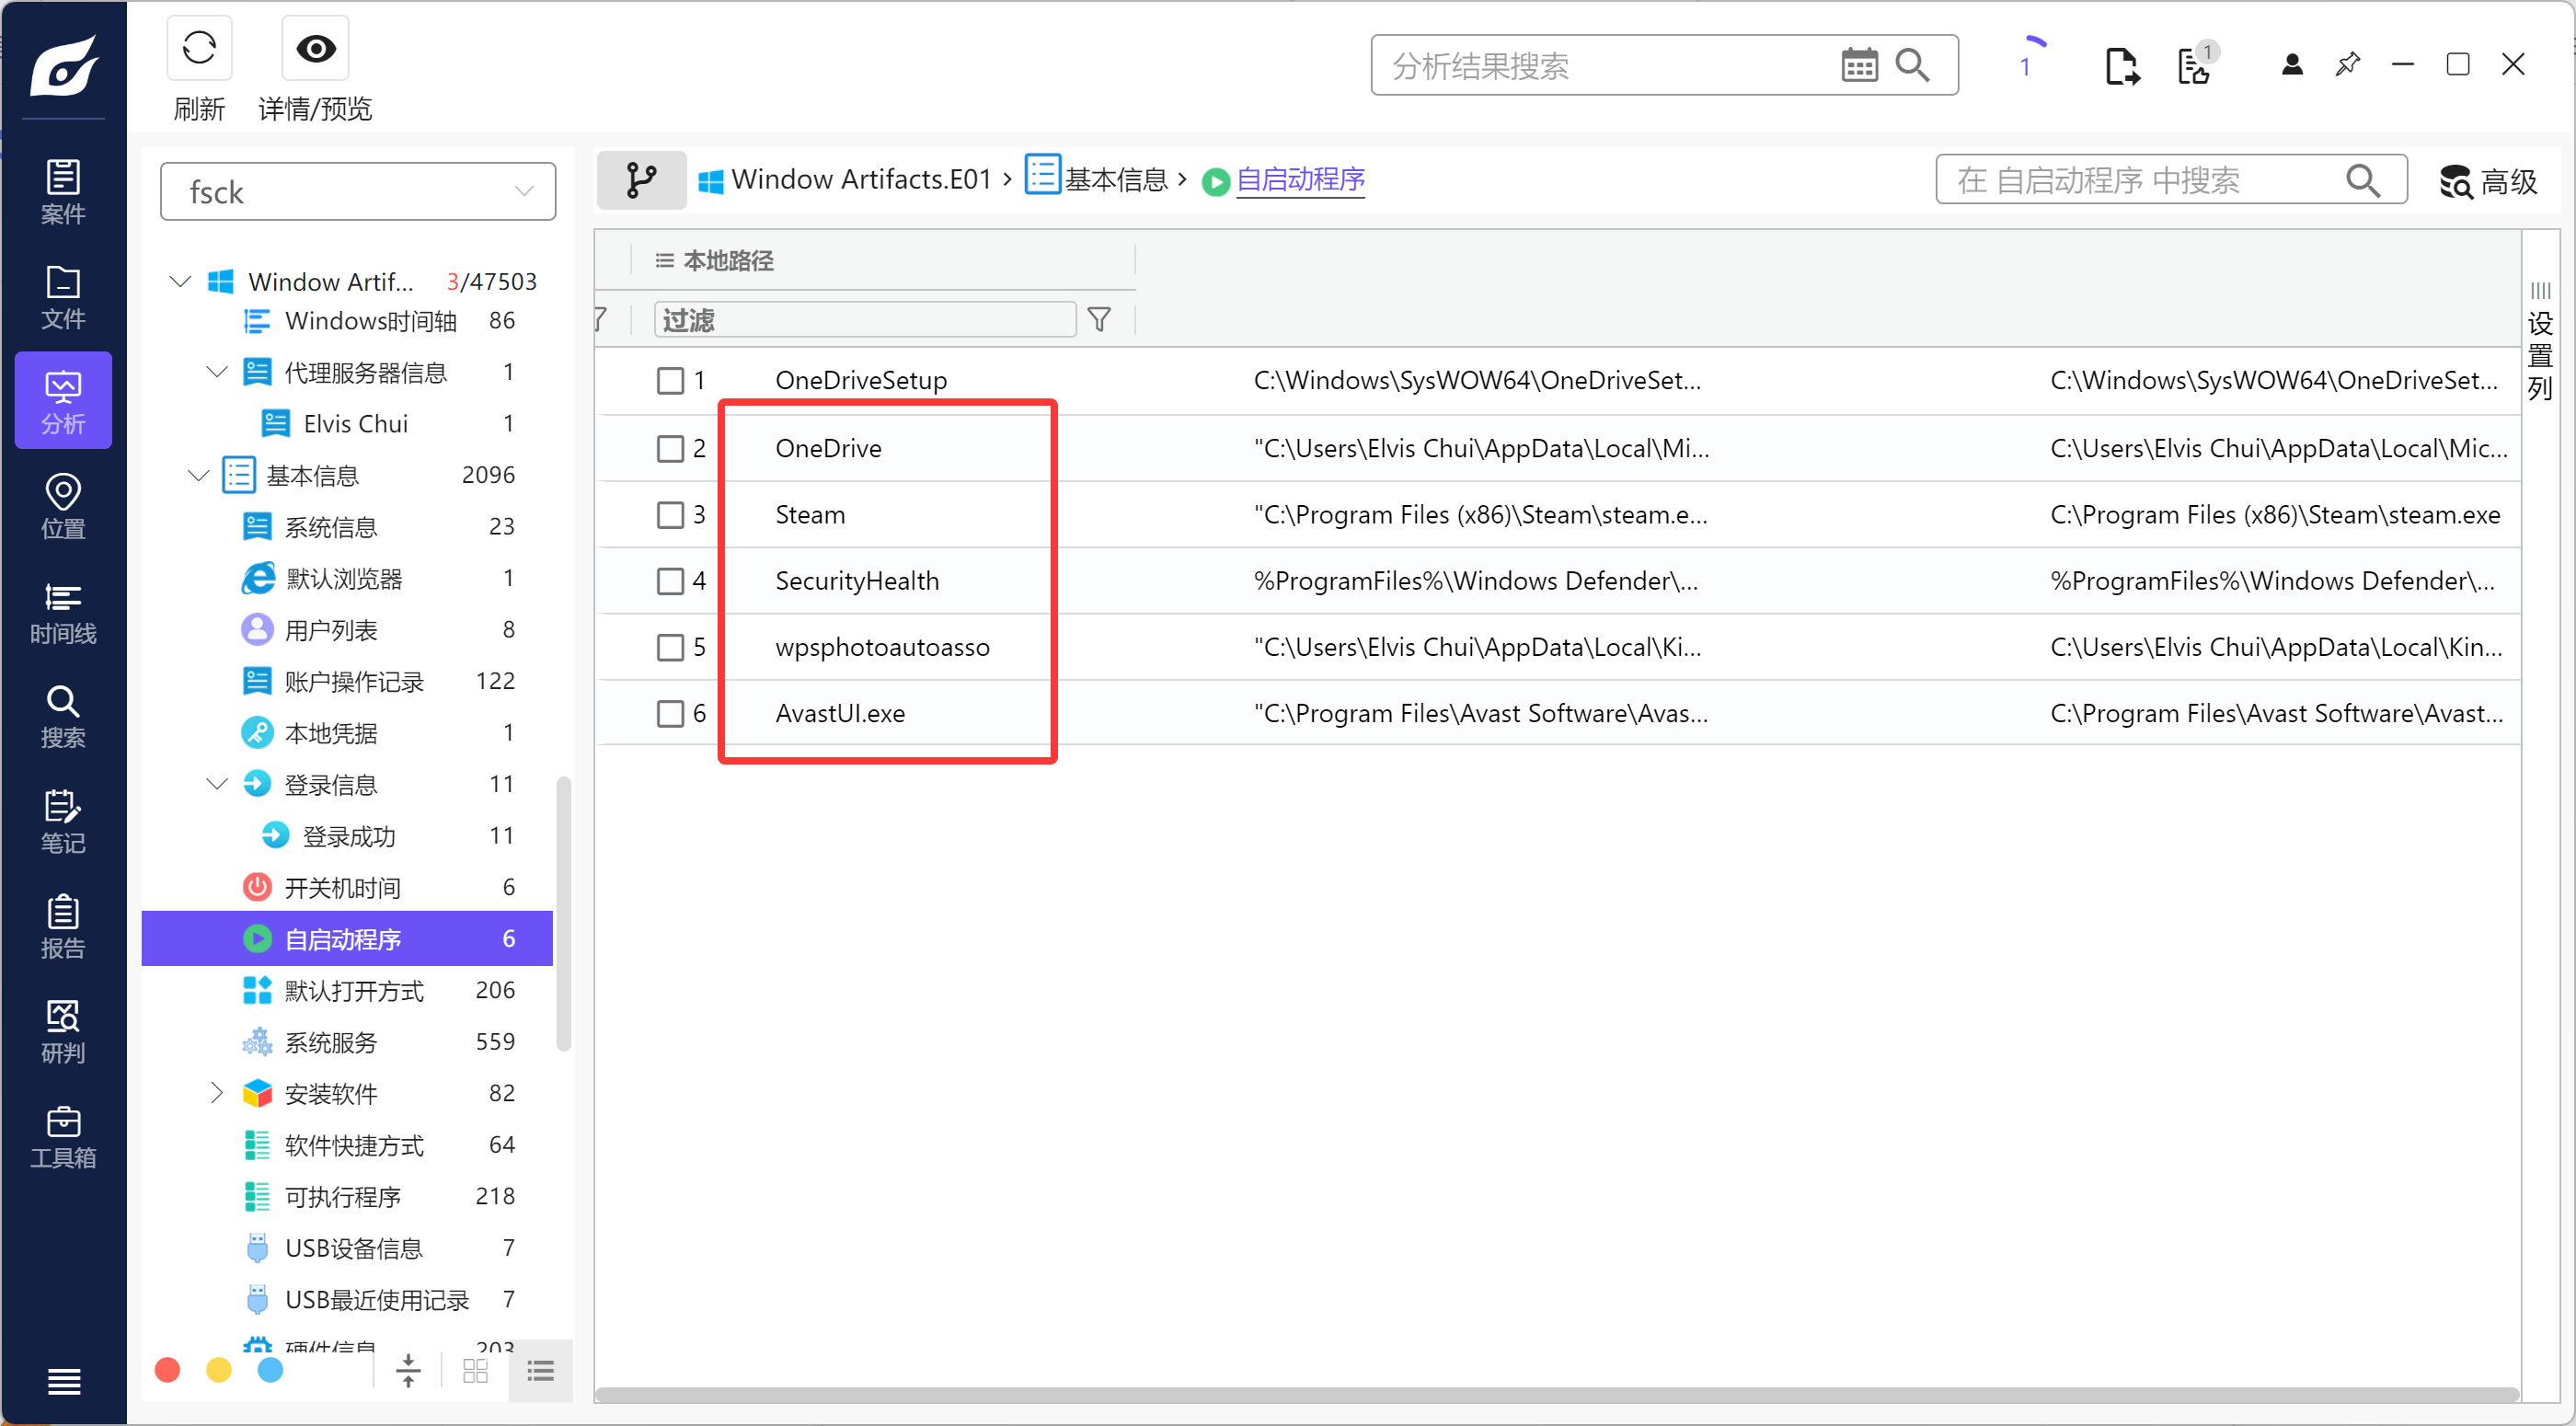 刷新
详情/预览
分析结果搜索
1
1
案件
文件
分析
位置
时间线
搜索
笔记
报告
研判
工具箱
fsck
Window Artif... 3/47503
Windows时间轴 86
代理服务器信息 1
Elvis Chui 1
基本信息 2096
系统信息 23
默认浏览器 1
用户列表 8
账户操作记录 122
本地凭据 1
登录信息 11
登录成功 11
开关机时间 6
自启动程序 6
默认打开方式 206
系统服务 559
安装软件 82
软件快捷方式 64
可执行程序 218
USB设备信息 7
USB最近使用记录 7
硬件信息 203
Window Artifacts.E01 › 基本信息 › 自启动程序
在 自启动程序 中搜索
高级
本地路径
过滤
1 OneDriveSetup C:\Windows\SysWOW64\OneDriveSet... C:\Windows\SysWOW64\OneDriveSet...
2 OneDrive "C:\Users\Elvis Chui\AppData\Local\Mi... C:\Users\Elvis Chui\AppData\Local\Mic...
3 Steam "C:\Program Files (x86)\Steam\steam.e... C:\Program Files (x86)\Steam\steam.exe
4 SecurityHealth %ProgramFiles%\Windows Defender\... %ProgramFiles%\Windows Defender\...
5 wpsphotoautoasso "C:\Users\Elvis Chui\AppData\Local\Ki... C:\Users\Elvis Chui\AppData\Local\Kin...
6 AvastUI.exe "C:\Program Files\Avast Software\Avas... C:\Program Files\Avast Software\Avast...
设置列